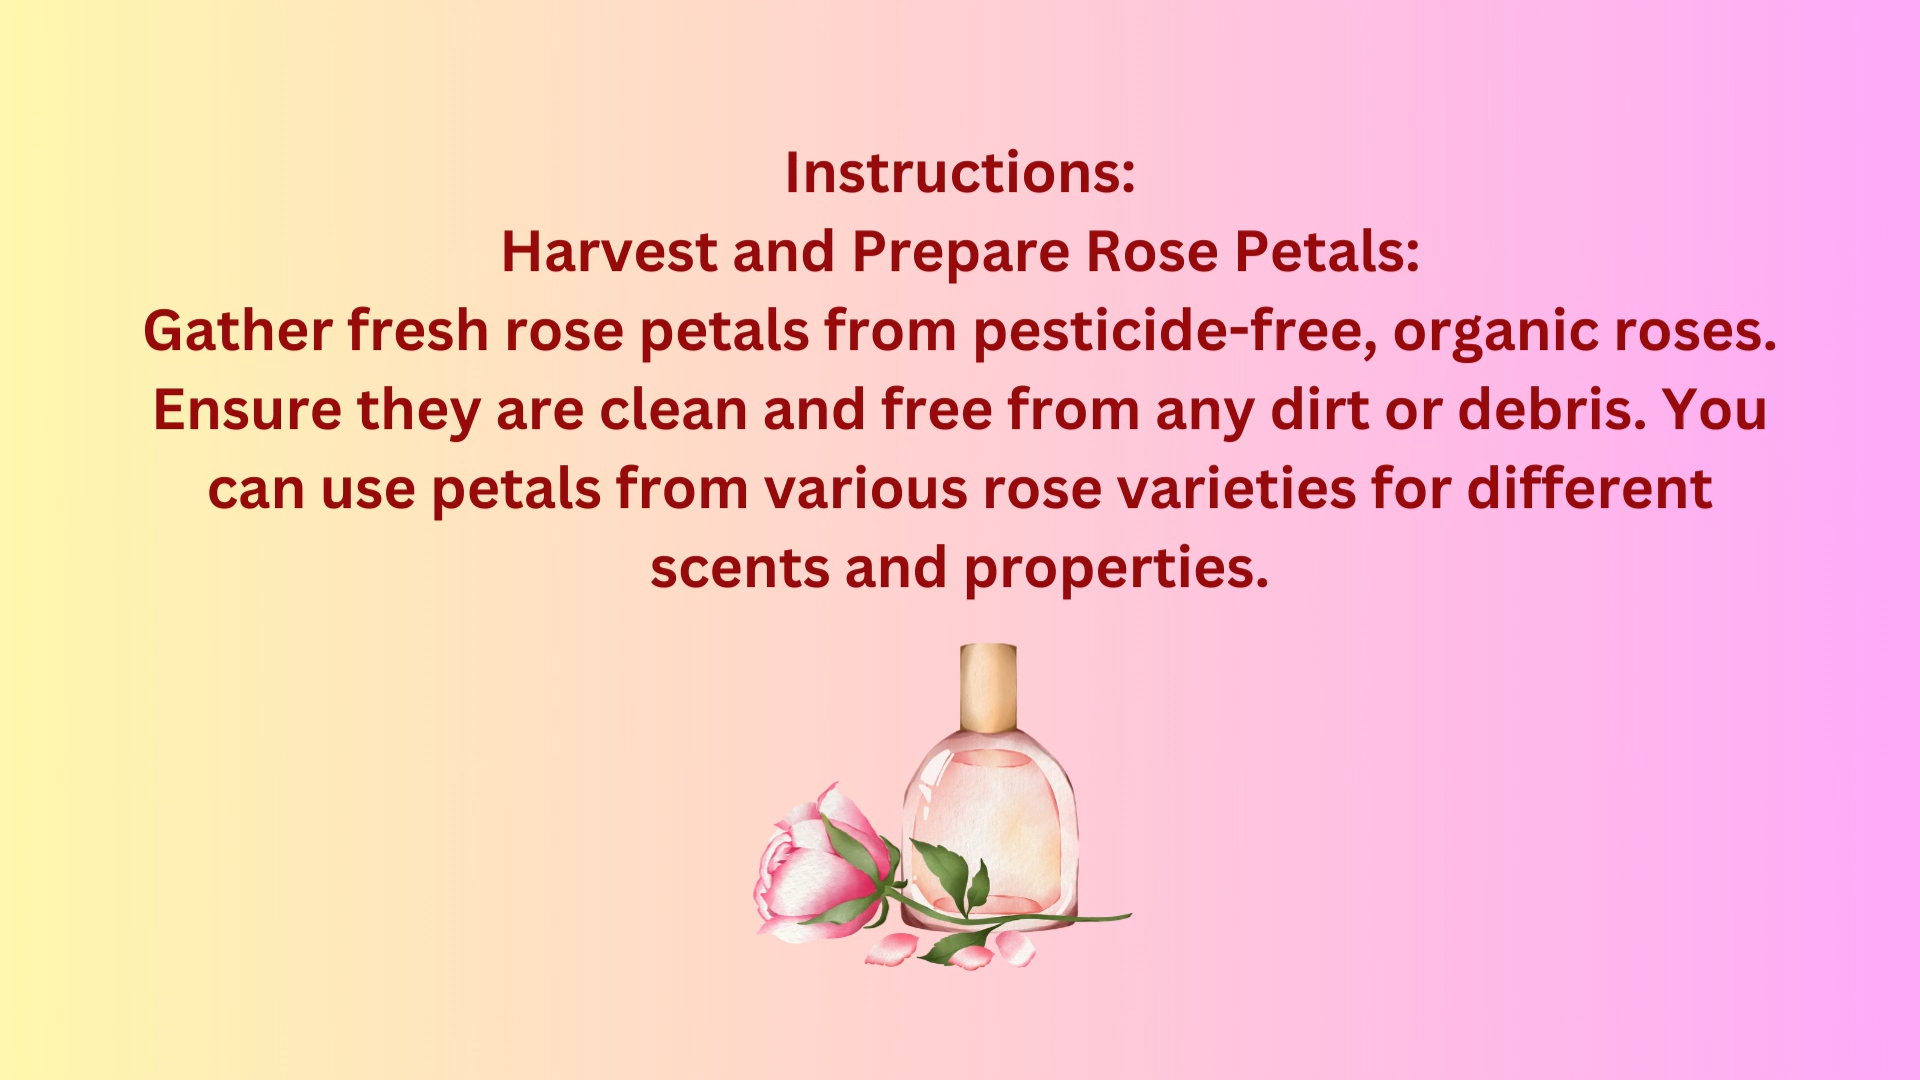 Instructions:
Harvest and Prepare Rose Petals:
Gather fresh rose petals from pesticide-free, organic roses.
Ensure they are clean and free from any dirt or debris. You
can use petals from various rose varieties for different
scents and properties.